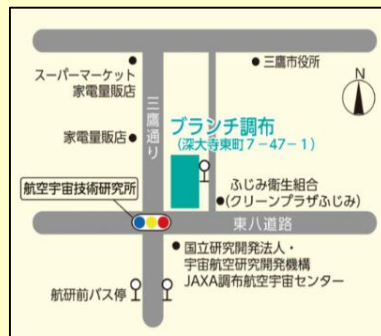 スーパーマーケット
家電量販店
三鷹市役所
N
三鷹通り
家電量販店
ブランチ調布
(深大寺東町7-47-1)
航空宇宙技術研究所
ふじみ衛生組合
(クリーンプラザふじみ)
東八道路
国立研究開発法人・
宇宙航空研究開発機構
JAXA調布航空宇宙センター
航研前バス停